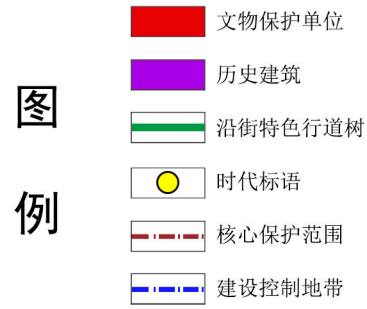 图例
文物保护单位
历史建筑
沿街特色行道树
时代标语
核心保护范围
建设控制地带